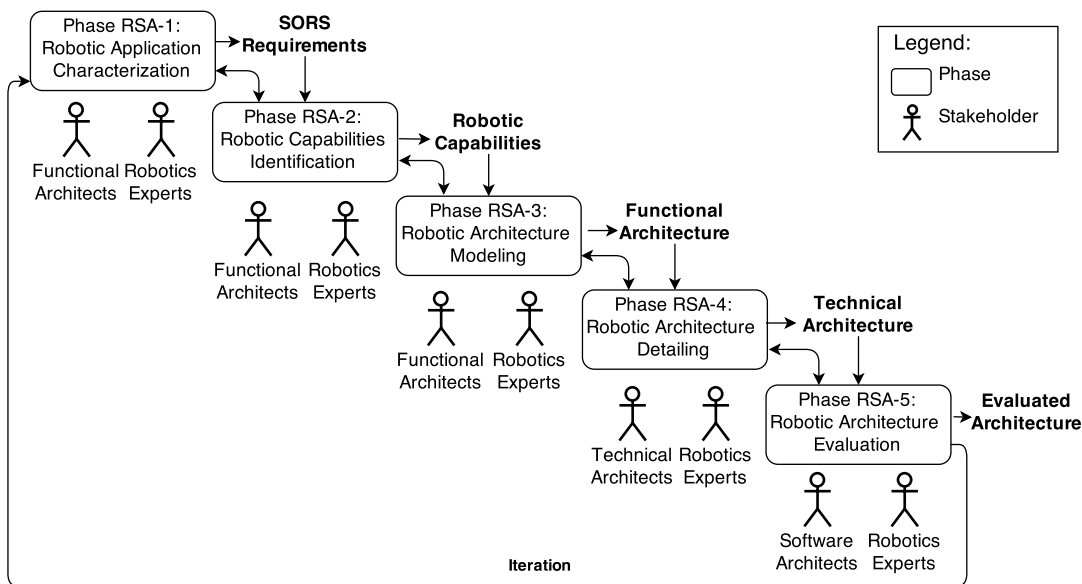 Phase RSA-1:
Robotic Application
Characterization
SORS
Requirements
Legend:
Phase
Stakeholder
Functional
Architects
Robotics
Experts
Phase RSA-2:
Robotic Capabilities
Identification
Robotic
Capabilities
Functional
Architects
Robotics
Experts
Phase RSA-3:
Robotic Architecture
Modeling
Functional
Architecture
Functional
Architects
Robotics
Experts
Phase RSA-4:
Robotic Architecture
Detailing
Technical
Architecture
Technical
Architects
Robotics
Experts
Phase RSA-5:
Robotic Architecture
Evaluation
Evaluated
Architecture
Software
Architects
Robotics
Experts
Iteration